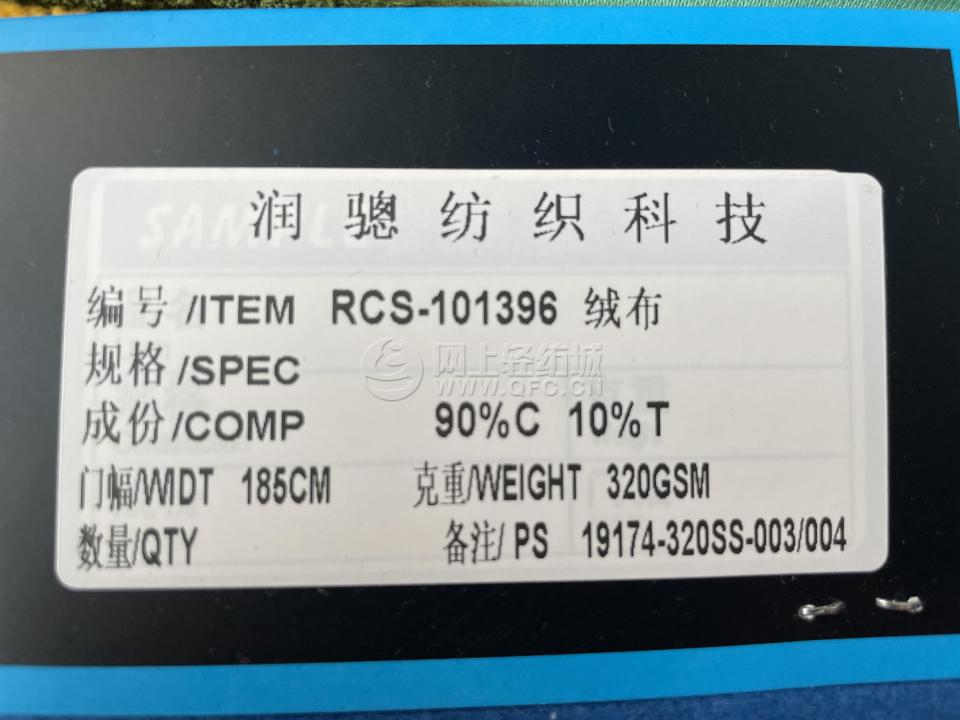 SAMPLE
润骢纺织科技
编号/ITEM RCS-101396 绒布
规格/SPEC
网上轻纺城
WWW.QFC.CN
成份/COMP 90%C 10%T
门幅/WIDT 185CM 克重/WEIGHT 320GSM
数量/QTY 备注/PS 19174-320SS-003/004